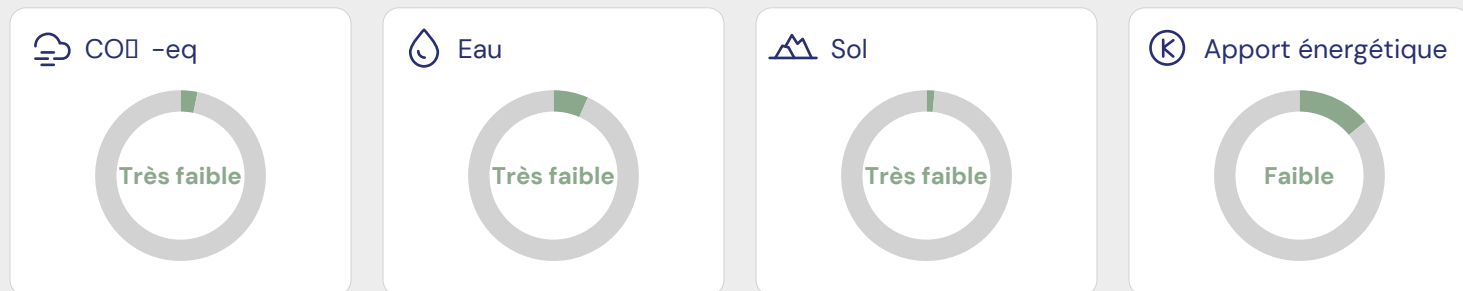 CO▯ -eq
Eau
Sol
Apport énergétique
Très faible
Très faible
Très faible
Faible